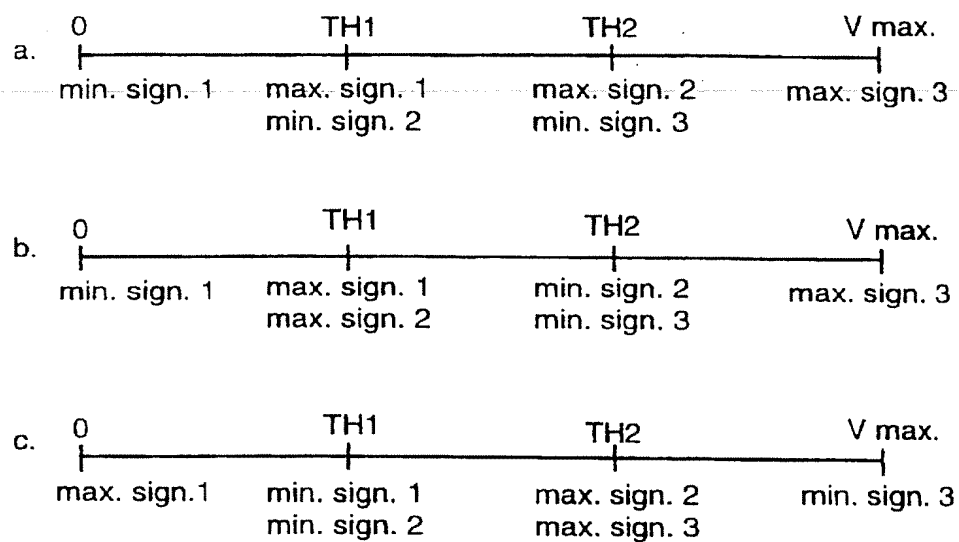 0 TH1 TH2 V max.
a.
min. sign. 1 max. sign. 1 max. sign. 2 max. sign. 3
min. sign. 2 min. sign. 3
0 TH1 TH2 V max.
b.
min. sign. 1 max. sign. 1 min. sign. 2 max. sign. 3
max. sign. 2 min. sign. 3
0 TH1 TH2 V max.
c.
max. sign.1 min. sign. 1 max. sign. 2 min. sign. 3
min. sign. 2 max. sign. 3